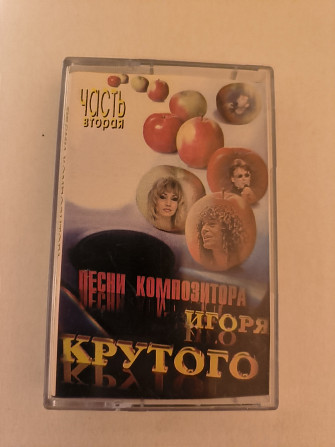 ЧАСТЬ
вторая
ПЕСНИ КОМПОЗИТОРА
ИГОРЯ
КРУТОГО